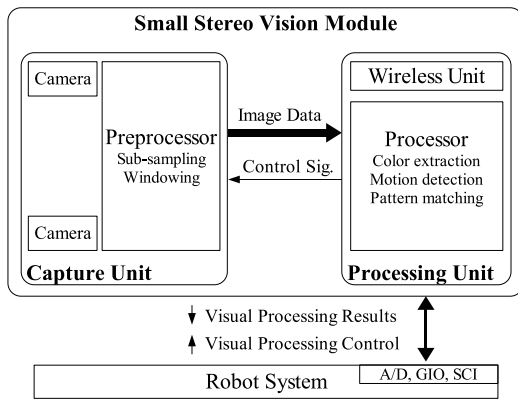 Small Stereo Vision Module
Camera
Preprocessor
Sub-sampling
Windowing
Camera
Capture Unit
Image Data
Control Sig.
Wireless Unit
Processor
Color extraction
Motion detection
Pattern matching
Processing Unit
Visual Processing Results
Visual Processing Control
Robot System
A/D, GIO, SCI